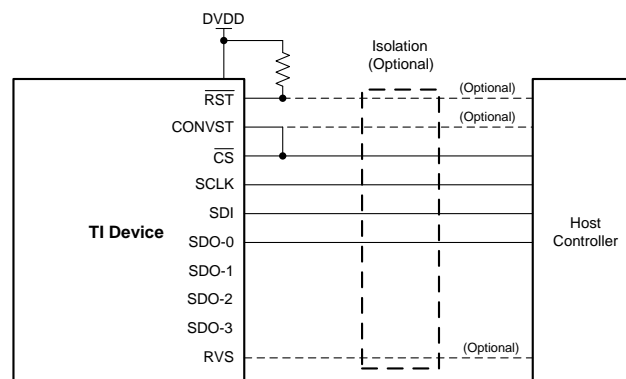 DVDD
Isolation
(Optional)
RST
(Optional)
CONVST
(Optional)
CS
SCLK
SDI
TI Device
SDO-0
Host
Controller
SDO-1
SDO-2
SDO-3
RVS
(Optional)